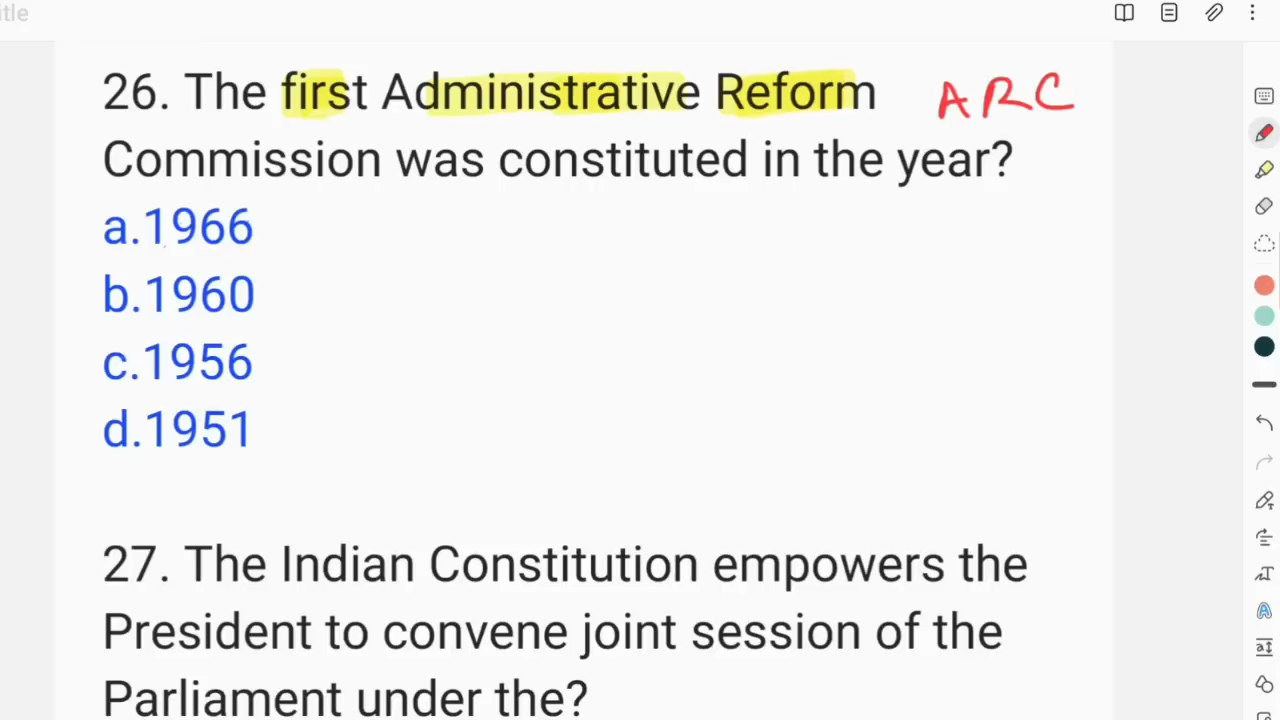 itle
26. The first Administrative Reform ARC
Commission was constituted in the year?
a.1966
b.1960
c.1956
d.1951
27. The Indian Constitution empowers the
President to convene joint session of the
Parliament under the?